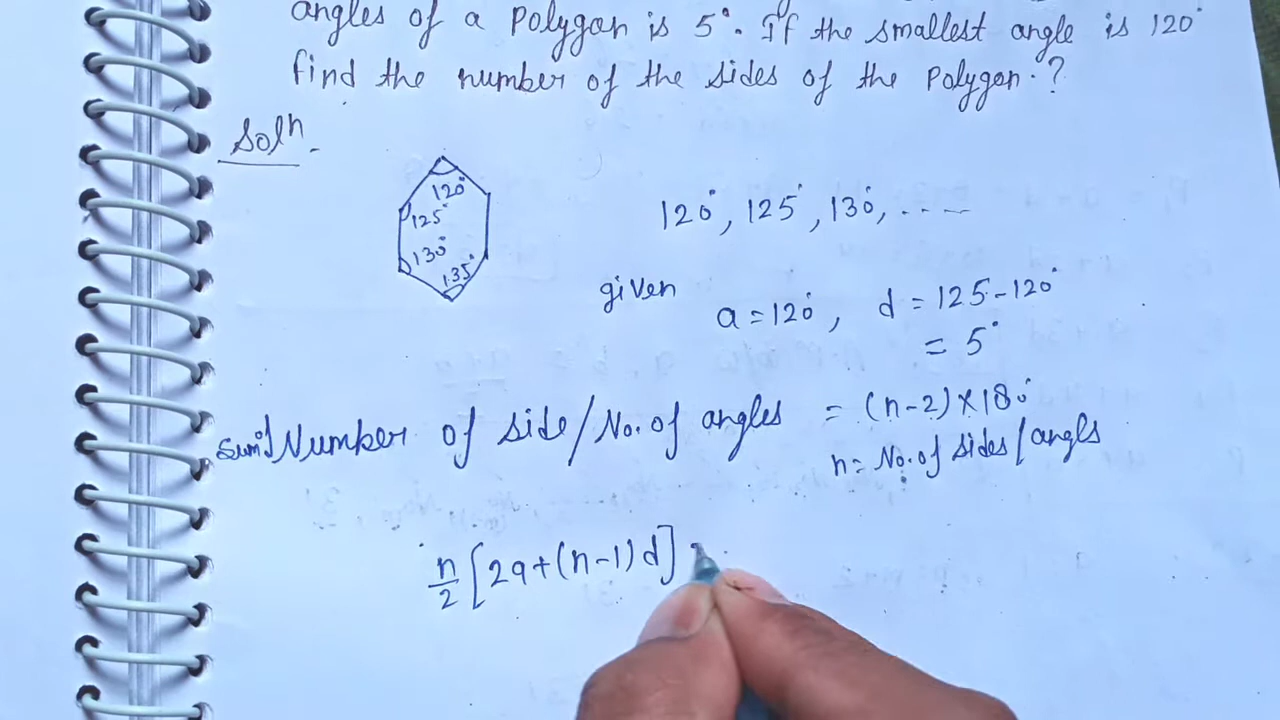 angles of a polygon is 5°. If the smallest angle is 120°
find the number of the sides of the polygon.?
Solⁿ.
120°
125°
130°
135°
120°, 125°, 130°, .....
given
a = 120°, d = 125 - 120°
= 5°
sum of Number of side/No. of angles = (n-2)×180°
n = No. of sides/angls
n/2 [2a+(n-1)d]